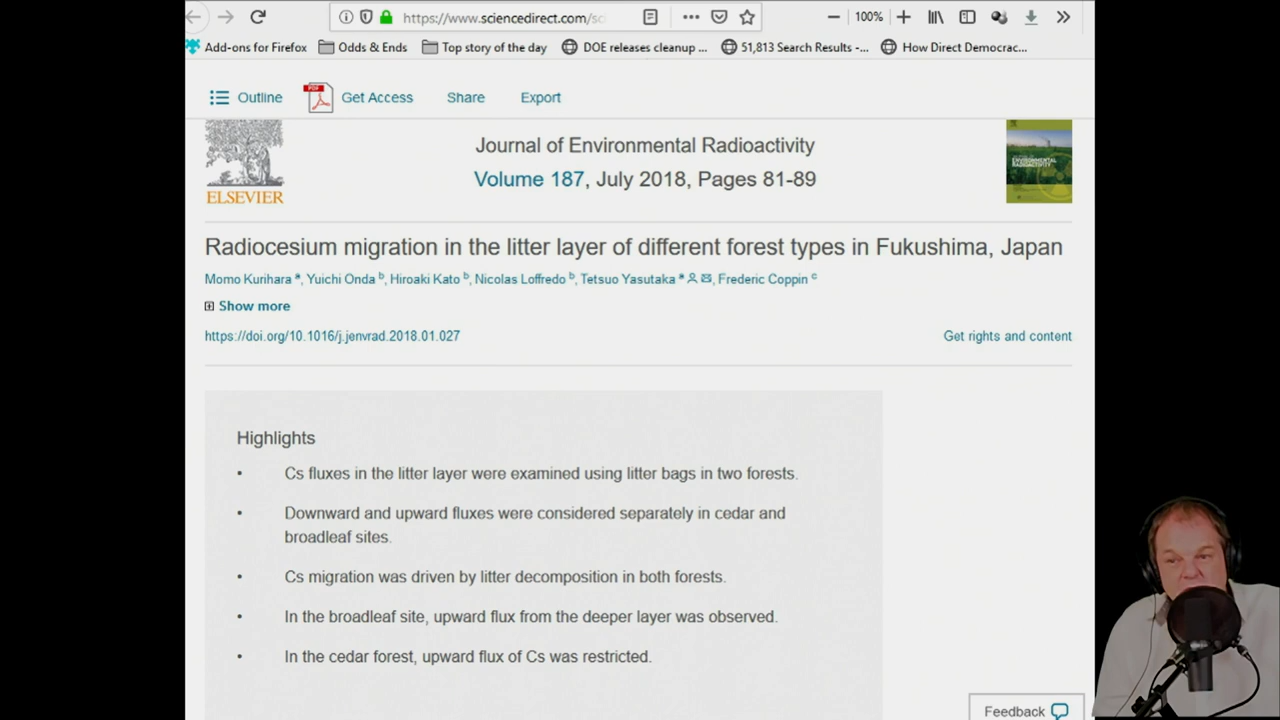 https://www.sciencedirect.com/sc
100%
Add-ons for Firefox
Odds & Ends
Top story of the day
DOE releases cleanup ...
51,813 Search Results -...
How Direct Democrac...
Outline
PDF
Get Access
Share
Export
ELSEVIER
Journal of Environmental Radioactivity
Volume 187, July 2018, Pages 81-89
ENVIRONMENTAL
RADIOACTIVITY
Radiocesium migration in the litter layer of different forest types in Fukushima, Japan
Momo Kurihara a, Yuichi Onda b, Hiroaki Kato b, Nicolas Loffredo b, Tetsuo Yasutaka a, Frederic Coppin c
Show more
https://doi.org/10.1016/j.jenvrad.2018.01.027
Get rights and content
Highlights
• Cs fluxes in the litter layer were examined using litter bags in two forests.
• Downward and upward fluxes were considered separately in cedar and
broadleaf sites.
• Cs migration was driven by litter decomposition in both forests.
• In the broadleaf site, upward flux from the deeper layer was observed.
• In the cedar forest, upward flux of Cs was restricted.
Feedback